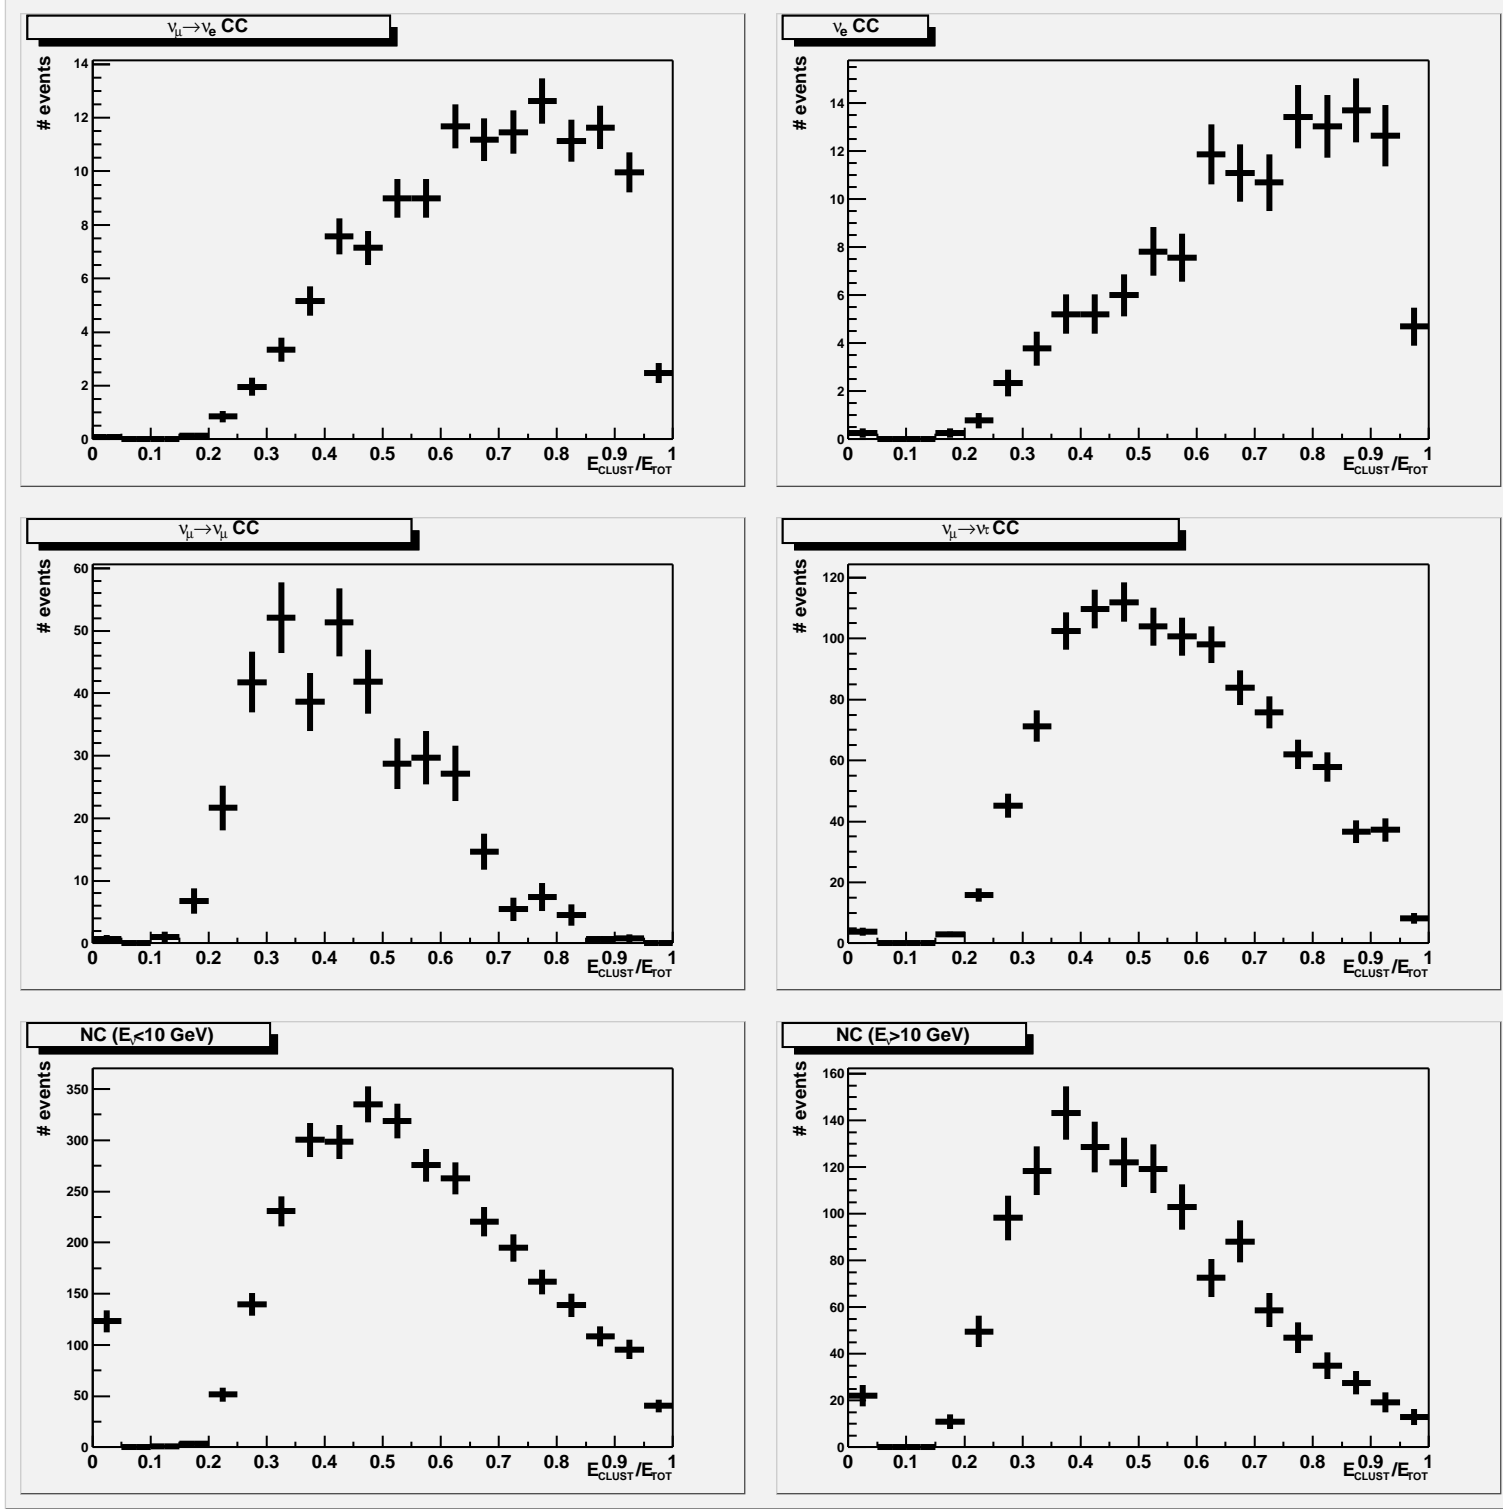 νμ→νe CC
# events
14
12
10
8
6
4
2
0
0 0.1 0.2 0.3 0.4 0.5 0.6 0.7 0.8 0.9 1
ECLUST/ETOT
νe CC
# events
14
12
10
8
6
4
2
0
0 0.1 0.2 0.3 0.4 0.5 0.6 0.7 0.8 0.9 1
ECLUST/ETOT
νμ→νμ CC
# events
60
50
40
30
20
10
0
0 0.1 0.2 0.3 0.4 0.5 0.6 0.7 0.8 0.9 1
ECLUST/ETOT
νμ→ντ CC
# events
120
100
80
60
40
20
0
0 0.1 0.2 0.3 0.4 0.5 0.6 0.7 0.8 0.9 1
ECLUST/ETOT
NC (Eν<10 GeV)
# events
350
300
250
200
150
100
50
0
0 0.1 0.2 0.3 0.4 0.5 0.6 0.7 0.8 0.9 1
ECLUST/ETOT
NC (Eν>10 GeV)
# events
160
140
120
100
80
60
40
20
0
0 0.1 0.2 0.3 0.4 0.5 0.6 0.7 0.8 0.9 1
ECLUST/ETOT